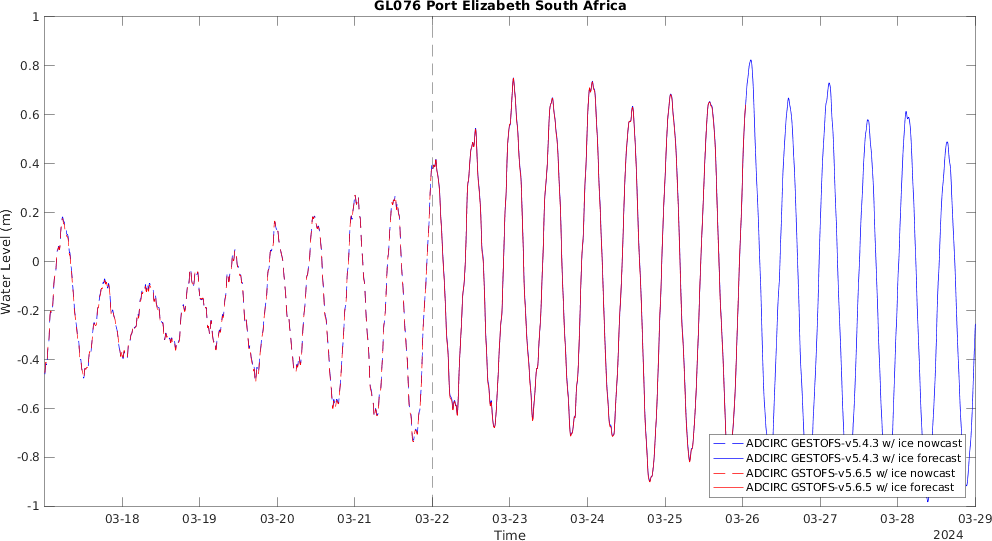 GL076 Port Elizabeth South Africa
1
0.8
0.6
0.4
0.2
0
-0.2
-0.4
-0.6
-0.8
-1
Water Level (m)
ADCIRC GESTOFS-v5.4.3 w/ ice nowcast
ADCIRC GESTOFS-v5.4.3 w/ ice forecast
ADCIRC GSTOFS-v5.6.5 w/ ice nowcast
ADCIRC GSTOFS-v5.6.5 w/ ice forecast
03-18 03-19 03-20 03-21 03-22 03-23 03-24 03-25 03-26 03-27 03-28 03-29
Time
2024